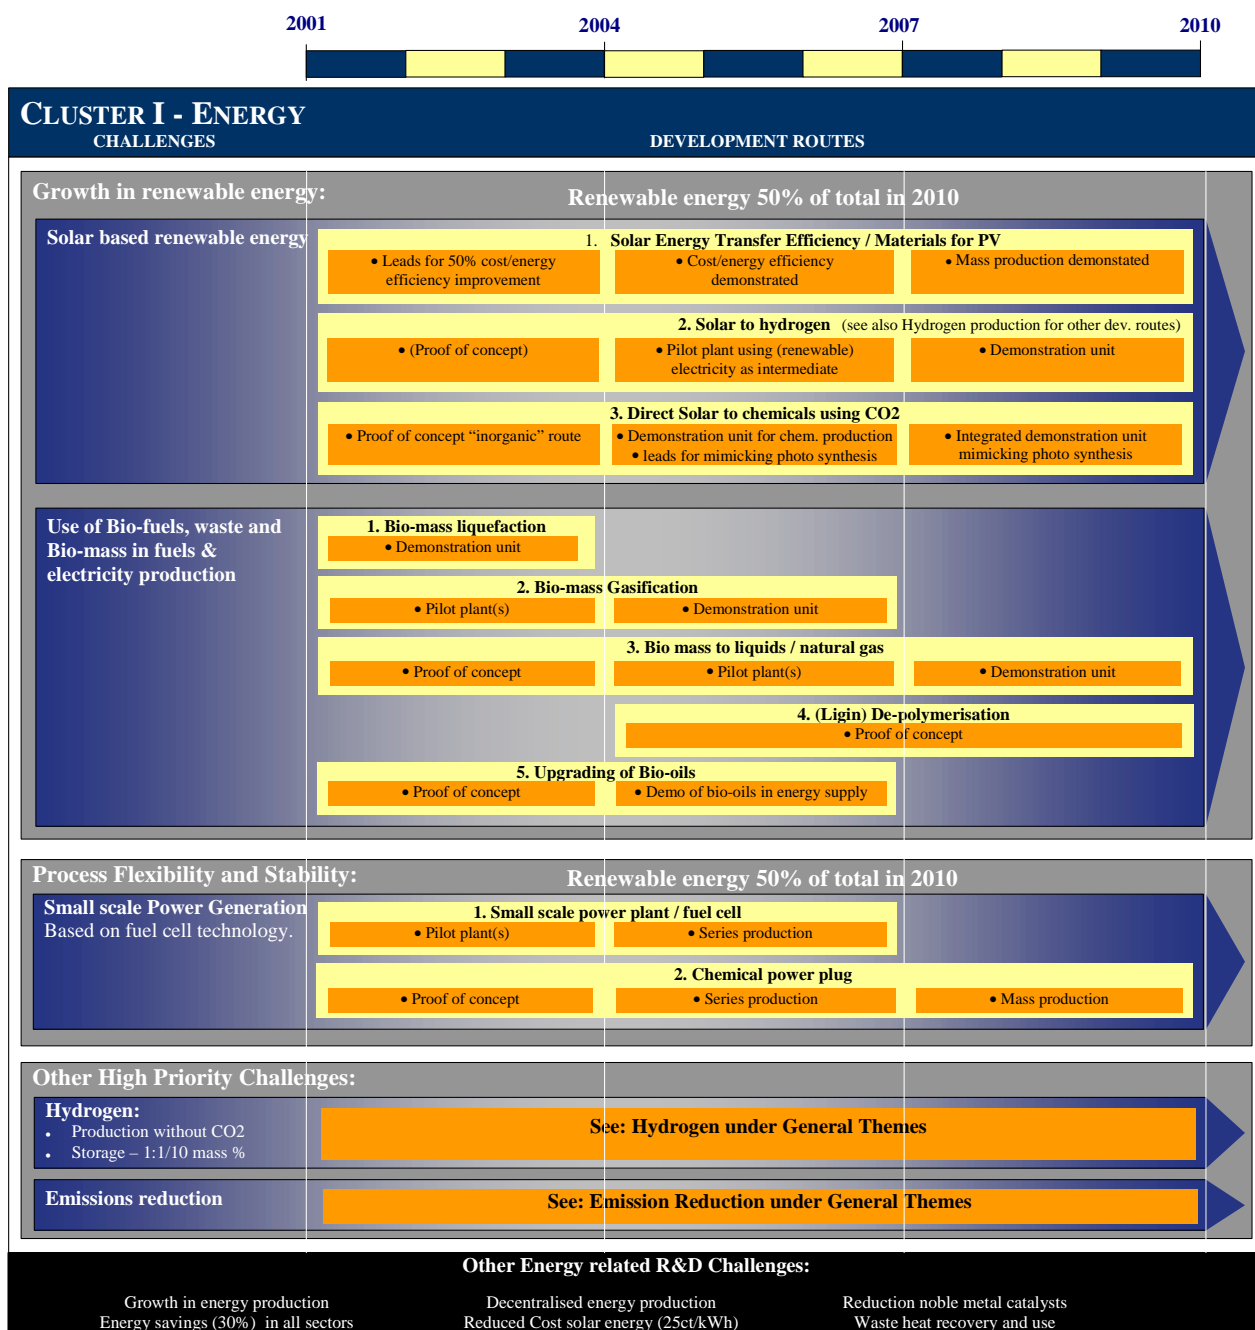 2001 2004 2007 2010
CLUSTER I - ENERGY
CHALLENGES DEVELOPMENT ROUTES
Growth in renewable energy: Renewable energy 50% of total in 2010
Solar based renewable energy
1. Solar Energy Transfer Efficiency / Materials for PV
• Leads for 50% cost/energy
efficiency improvement
• Cost/energy efficiency
demonstrated
• Mass production demonstated
2. Solar to hydrogen (see also Hydrogen production for other dev. routes)
• (Proof of concept)
• Pilot plant using (renewable)
electricity as intermediate
• Demonstration unit
3. Direct Solar to chemicals using CO2
• Proof of concept “inorganic” route
• Demonstration unit for chem. production
• leads for mimicking photo synthesis
• Integrated demonstration unit
mimicking photo synthesis
Use of Bio-fuels, waste and
Bio-mass in fuels &
electricity production
1. Bio-mass liquefaction
• Demonstration unit
2. Bio-mass Gasification
• Pilot plant(s)
• Demonstration unit
3. Bio mass to liquids / natural gas
• Proof of concept
• Pilot plant(s)
• Demonstration unit
4. (Ligin) De-polymerisation
• Proof of concept
5. Upgrading of Bio-oils
• Proof of concept
• Demo of bio-oils in energy supply
Process Flexibility and Stability: Renewable energy 50% of total in 2010
Small scale Power Generation
Based on fuel cell technology.
1. Small scale power plant / fuel cell
• Pilot plant(s)
• Series production
2. Chemical power plug
• Proof of concept
• Series production
• Mass production
Other High Priority Challenges:
Hydrogen:
• Production without CO2
• Storage – 1:1/10 mass %
See: Hydrogen under General Themes
Emissions reduction
See: Emission Reduction under General Themes
Other Energy related R&D Challenges:
Growth in energy production Decentralised energy production Reduction noble metal catalysts
Energy savings (30%) in all sectors Reduced Cost solar energy (25ct/kWh) Waste heat recovery and use